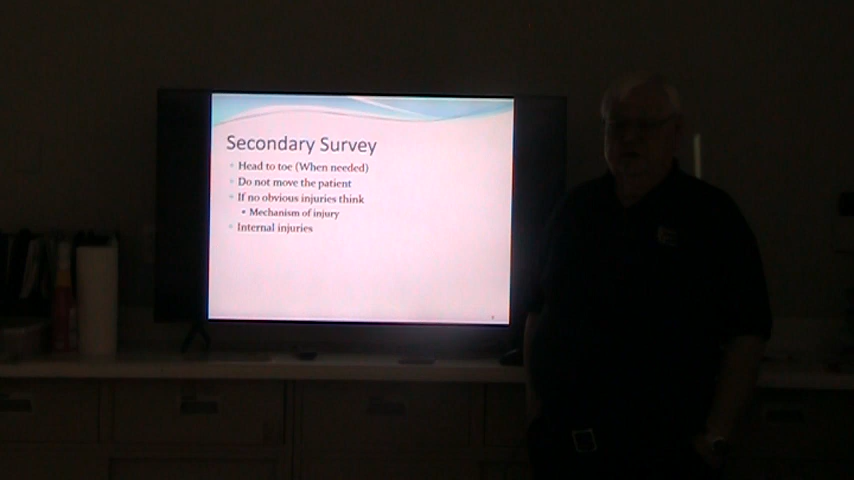 Secondary Survey
Head to toe (When needed)
Do not move the patient
If no obvious injuries think
Mechanism of injury
Internal injuries